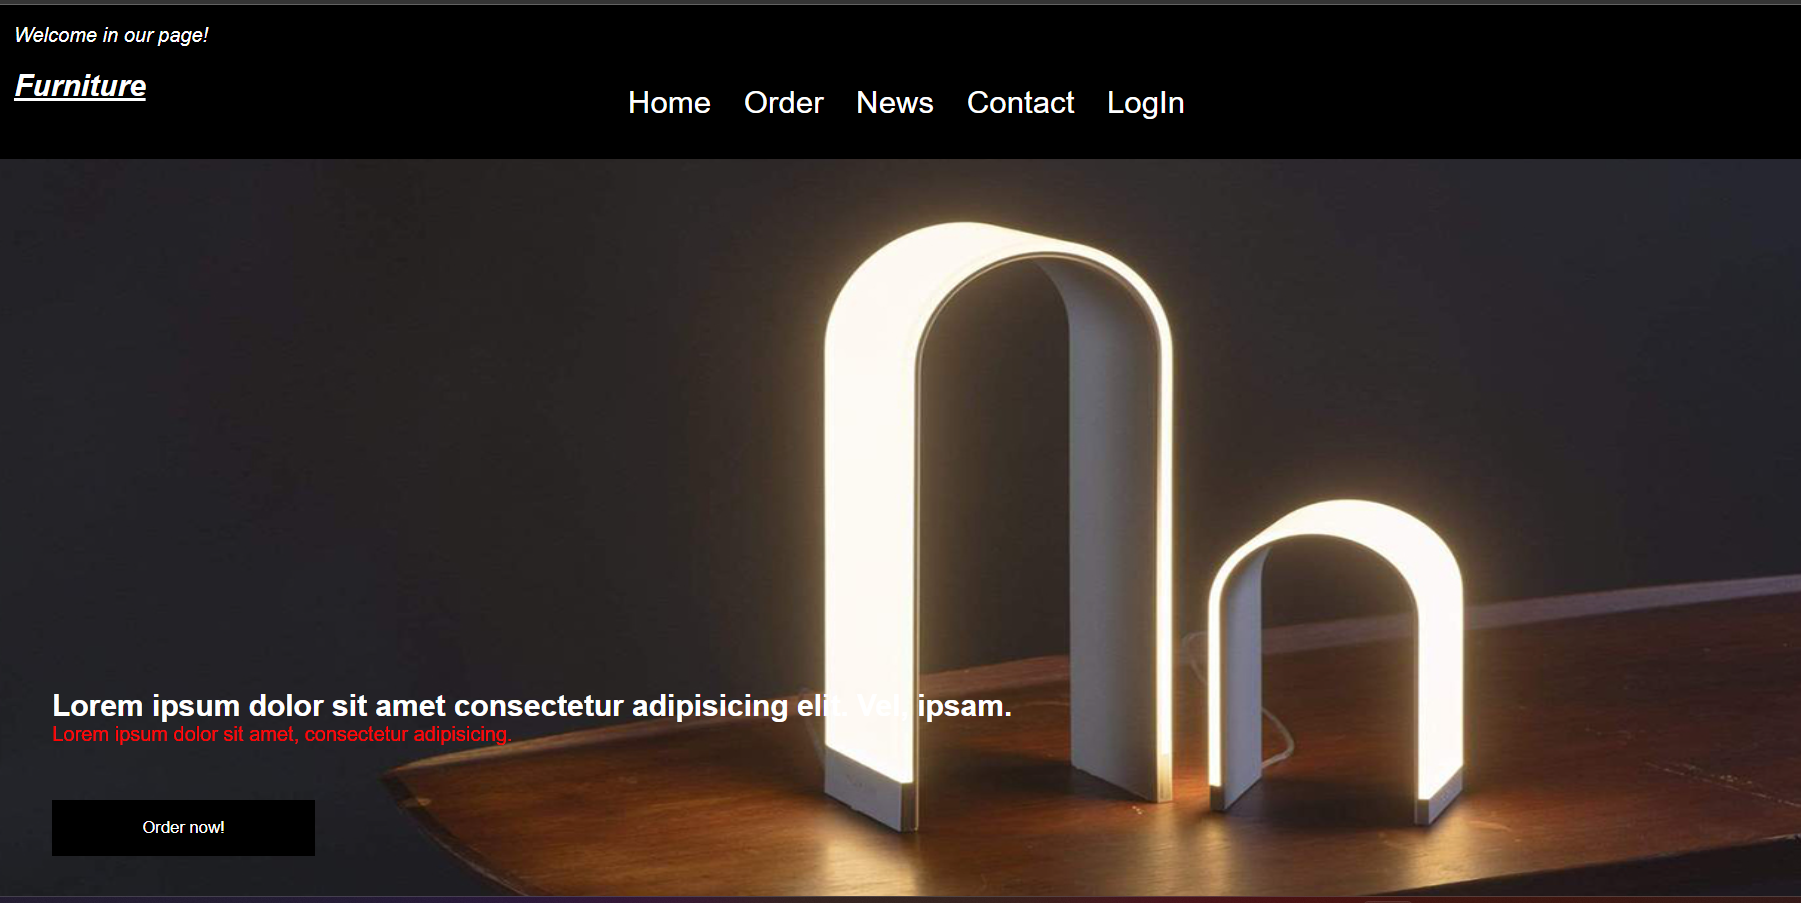 Welcome in our page!
Furniture
Home Order News Contact LogIn
Lorem ipsum dolor sit amet consectetur adipisicing elit. Vel, ipsam.
Lorem ipsum dolor sit amet, consectetur adipisicing.
Order now!